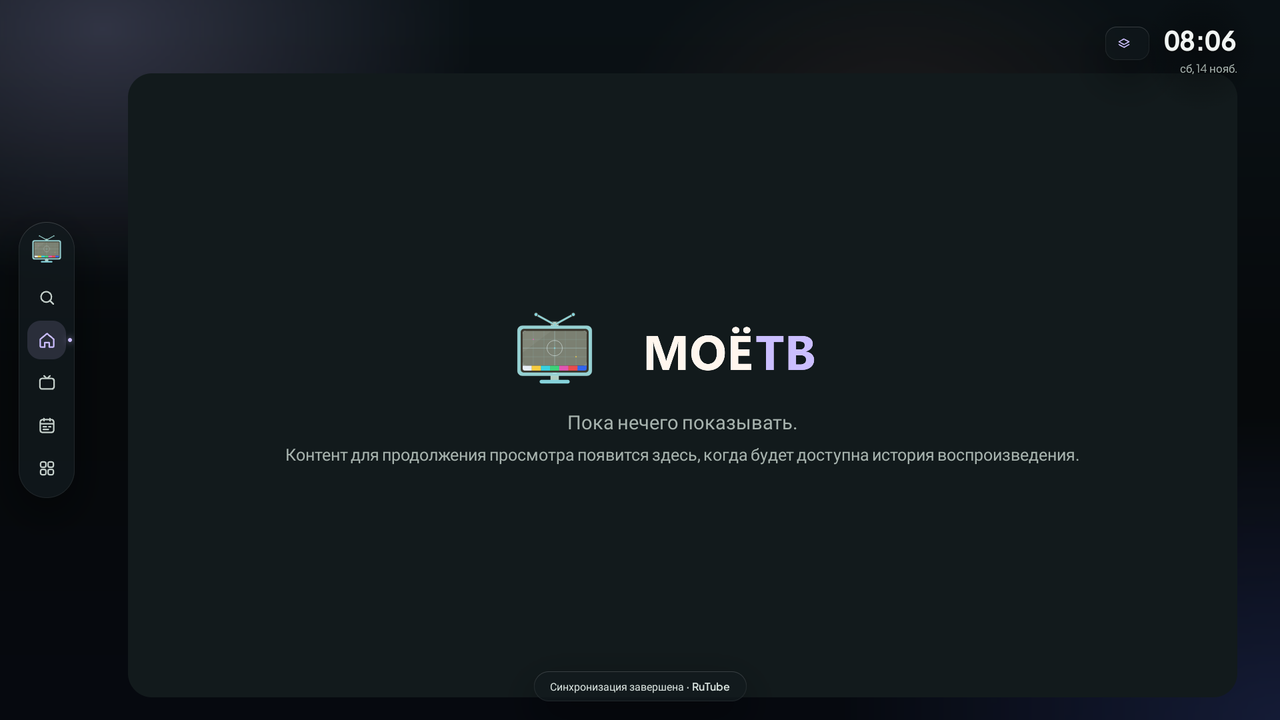 08:06
сб, 14 нояб.
МОЁТВ
Пока нечего показывать.
Контент для продолжения просмотра появится здесь, когда будет доступна история воспроизведения.
Синхронизация завершена · RuTube